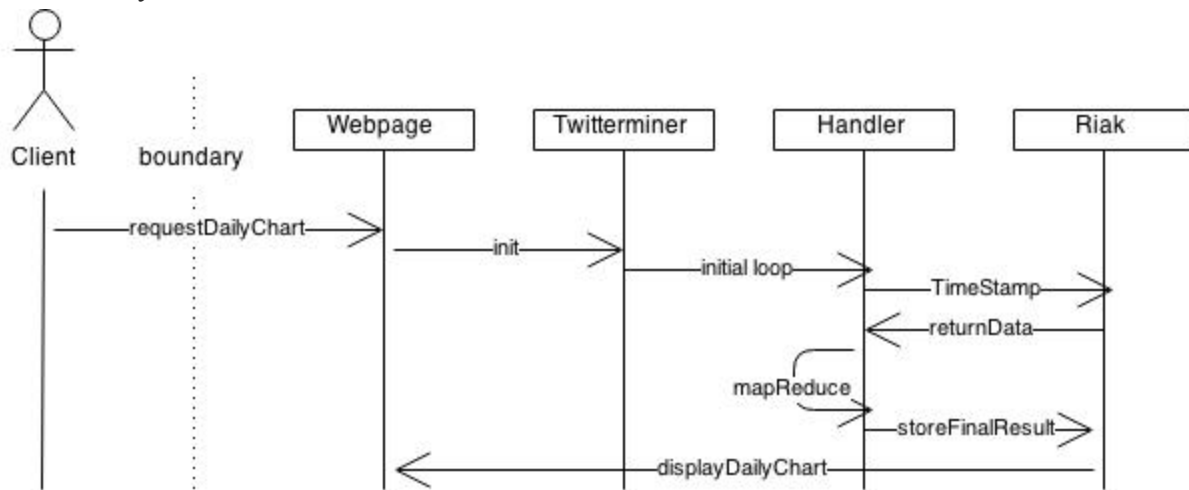 Webpage
Twitterminer
Handler
Riak
Client
boundary
requestDailyChart
init
initial loop
TimeStamp
returnData
mapReduce
storeFinalResult
displayDailyChart